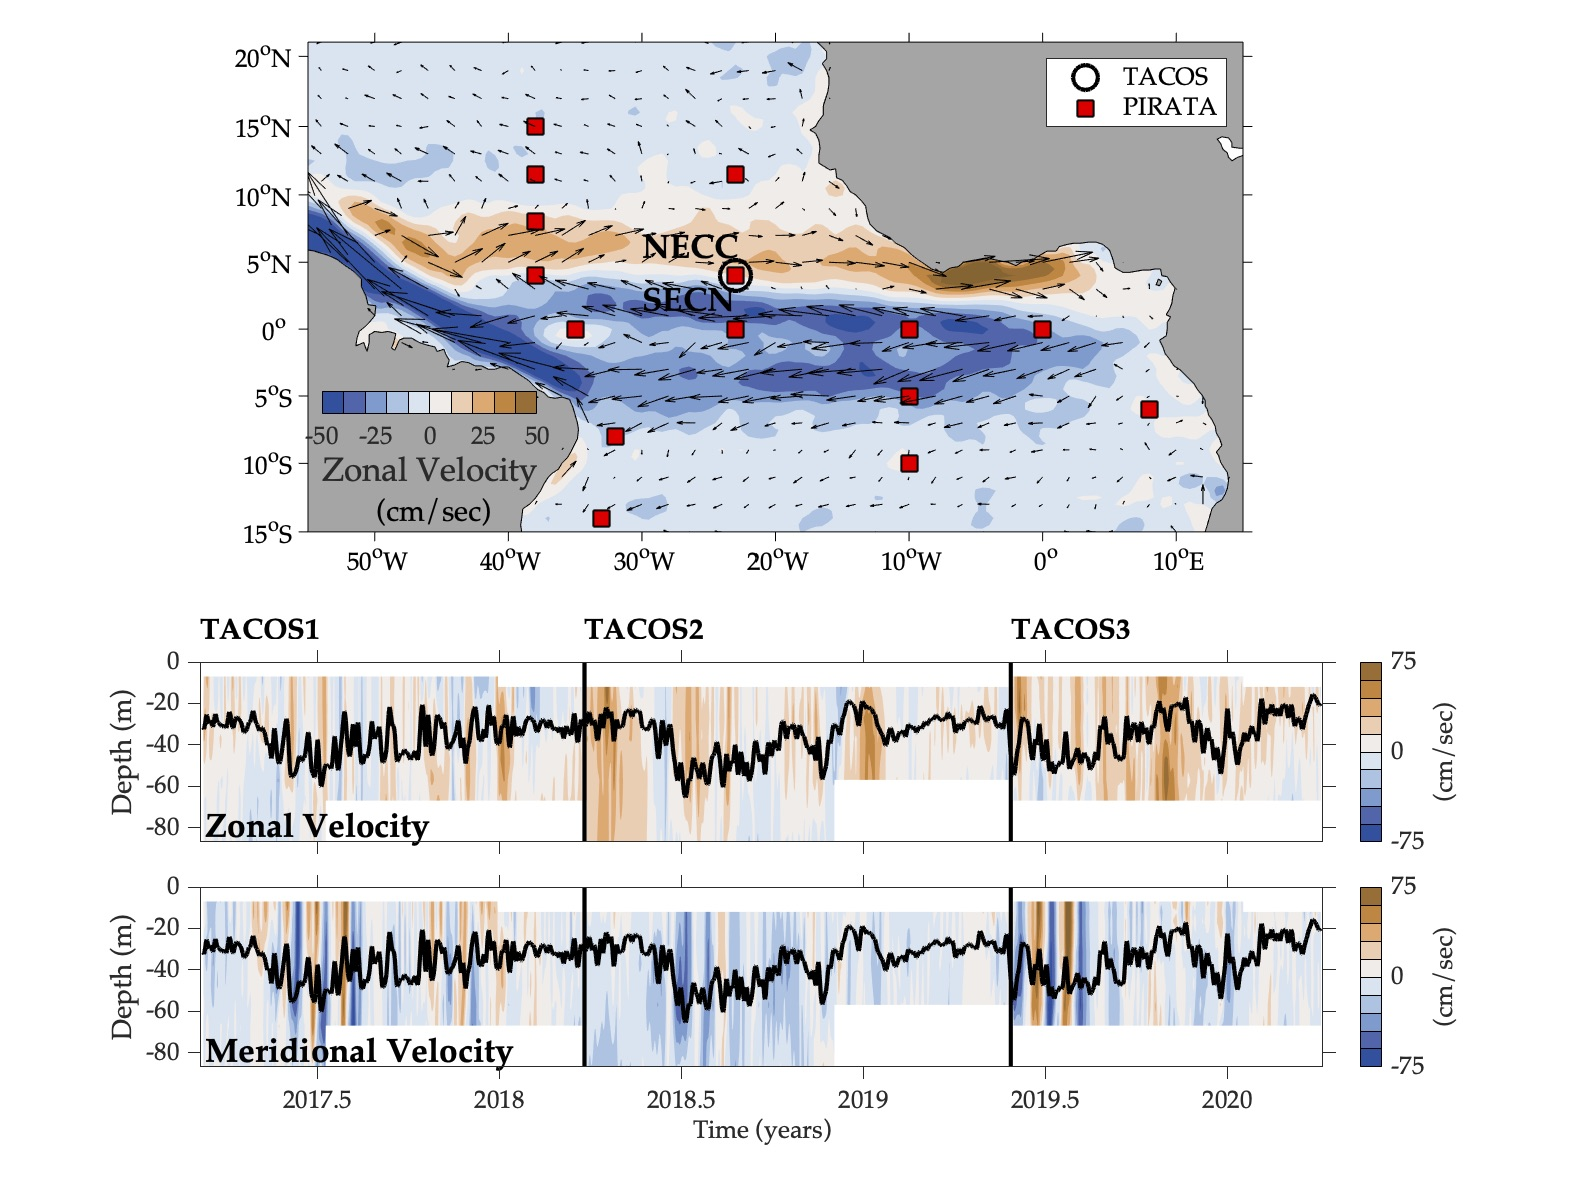 20°N
15°N
10°N
5°N
0°
5°S
10°S
15°S
TACOS
PIRATA
NECC
SECN
-50 -25 0 25 50
Zonal Velocity
(cm/sec)
50°W 40°W 30°W 20°W 10°W 0° 10°E
TACOS1 TACOS2 TACOS3
0
-20
-40
-60
-80
Depth (m)
Zonal Velocity
75
0
-75
(cm/sec)
0
-20
-40
-60
-80
Depth (m)
Meridional Velocity
75
0
-75
(cm/sec)
2017.5 2018 2018.5 2019 2019.5 2020
Time (years)